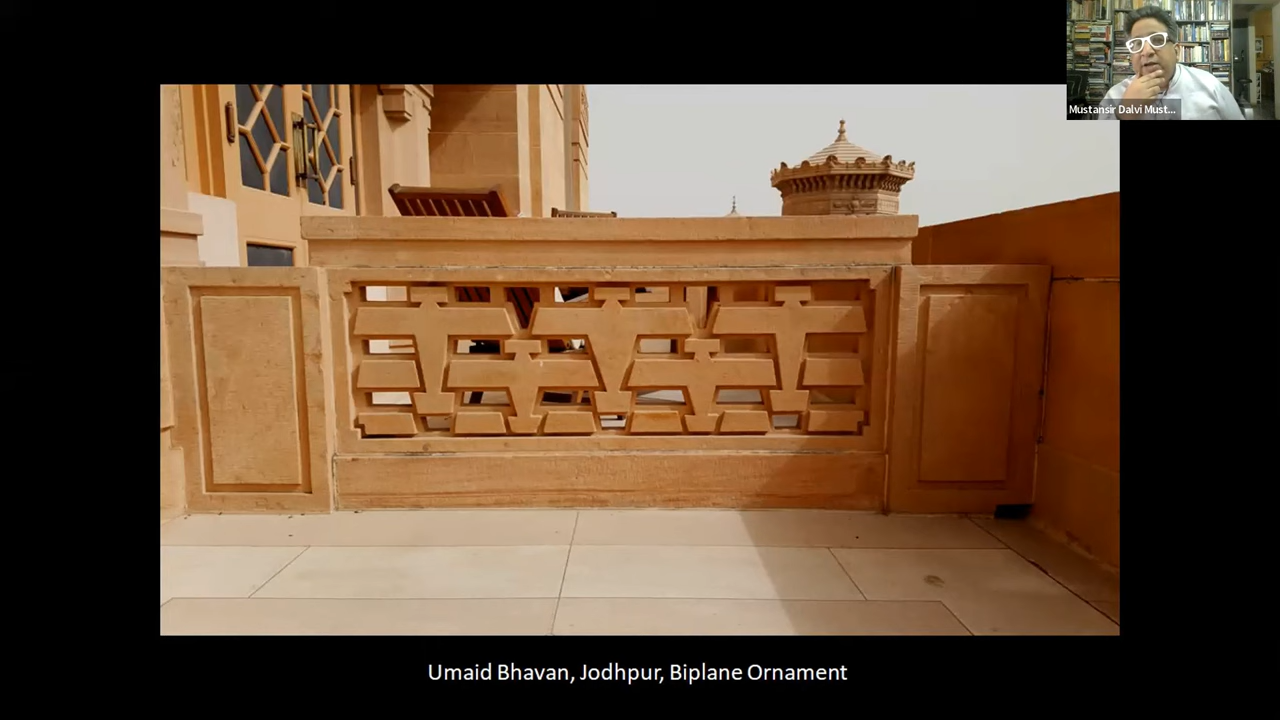 Mustansir Dalvi Must...
Umaid Bhavan, Jodhpur, Biplane Ornament